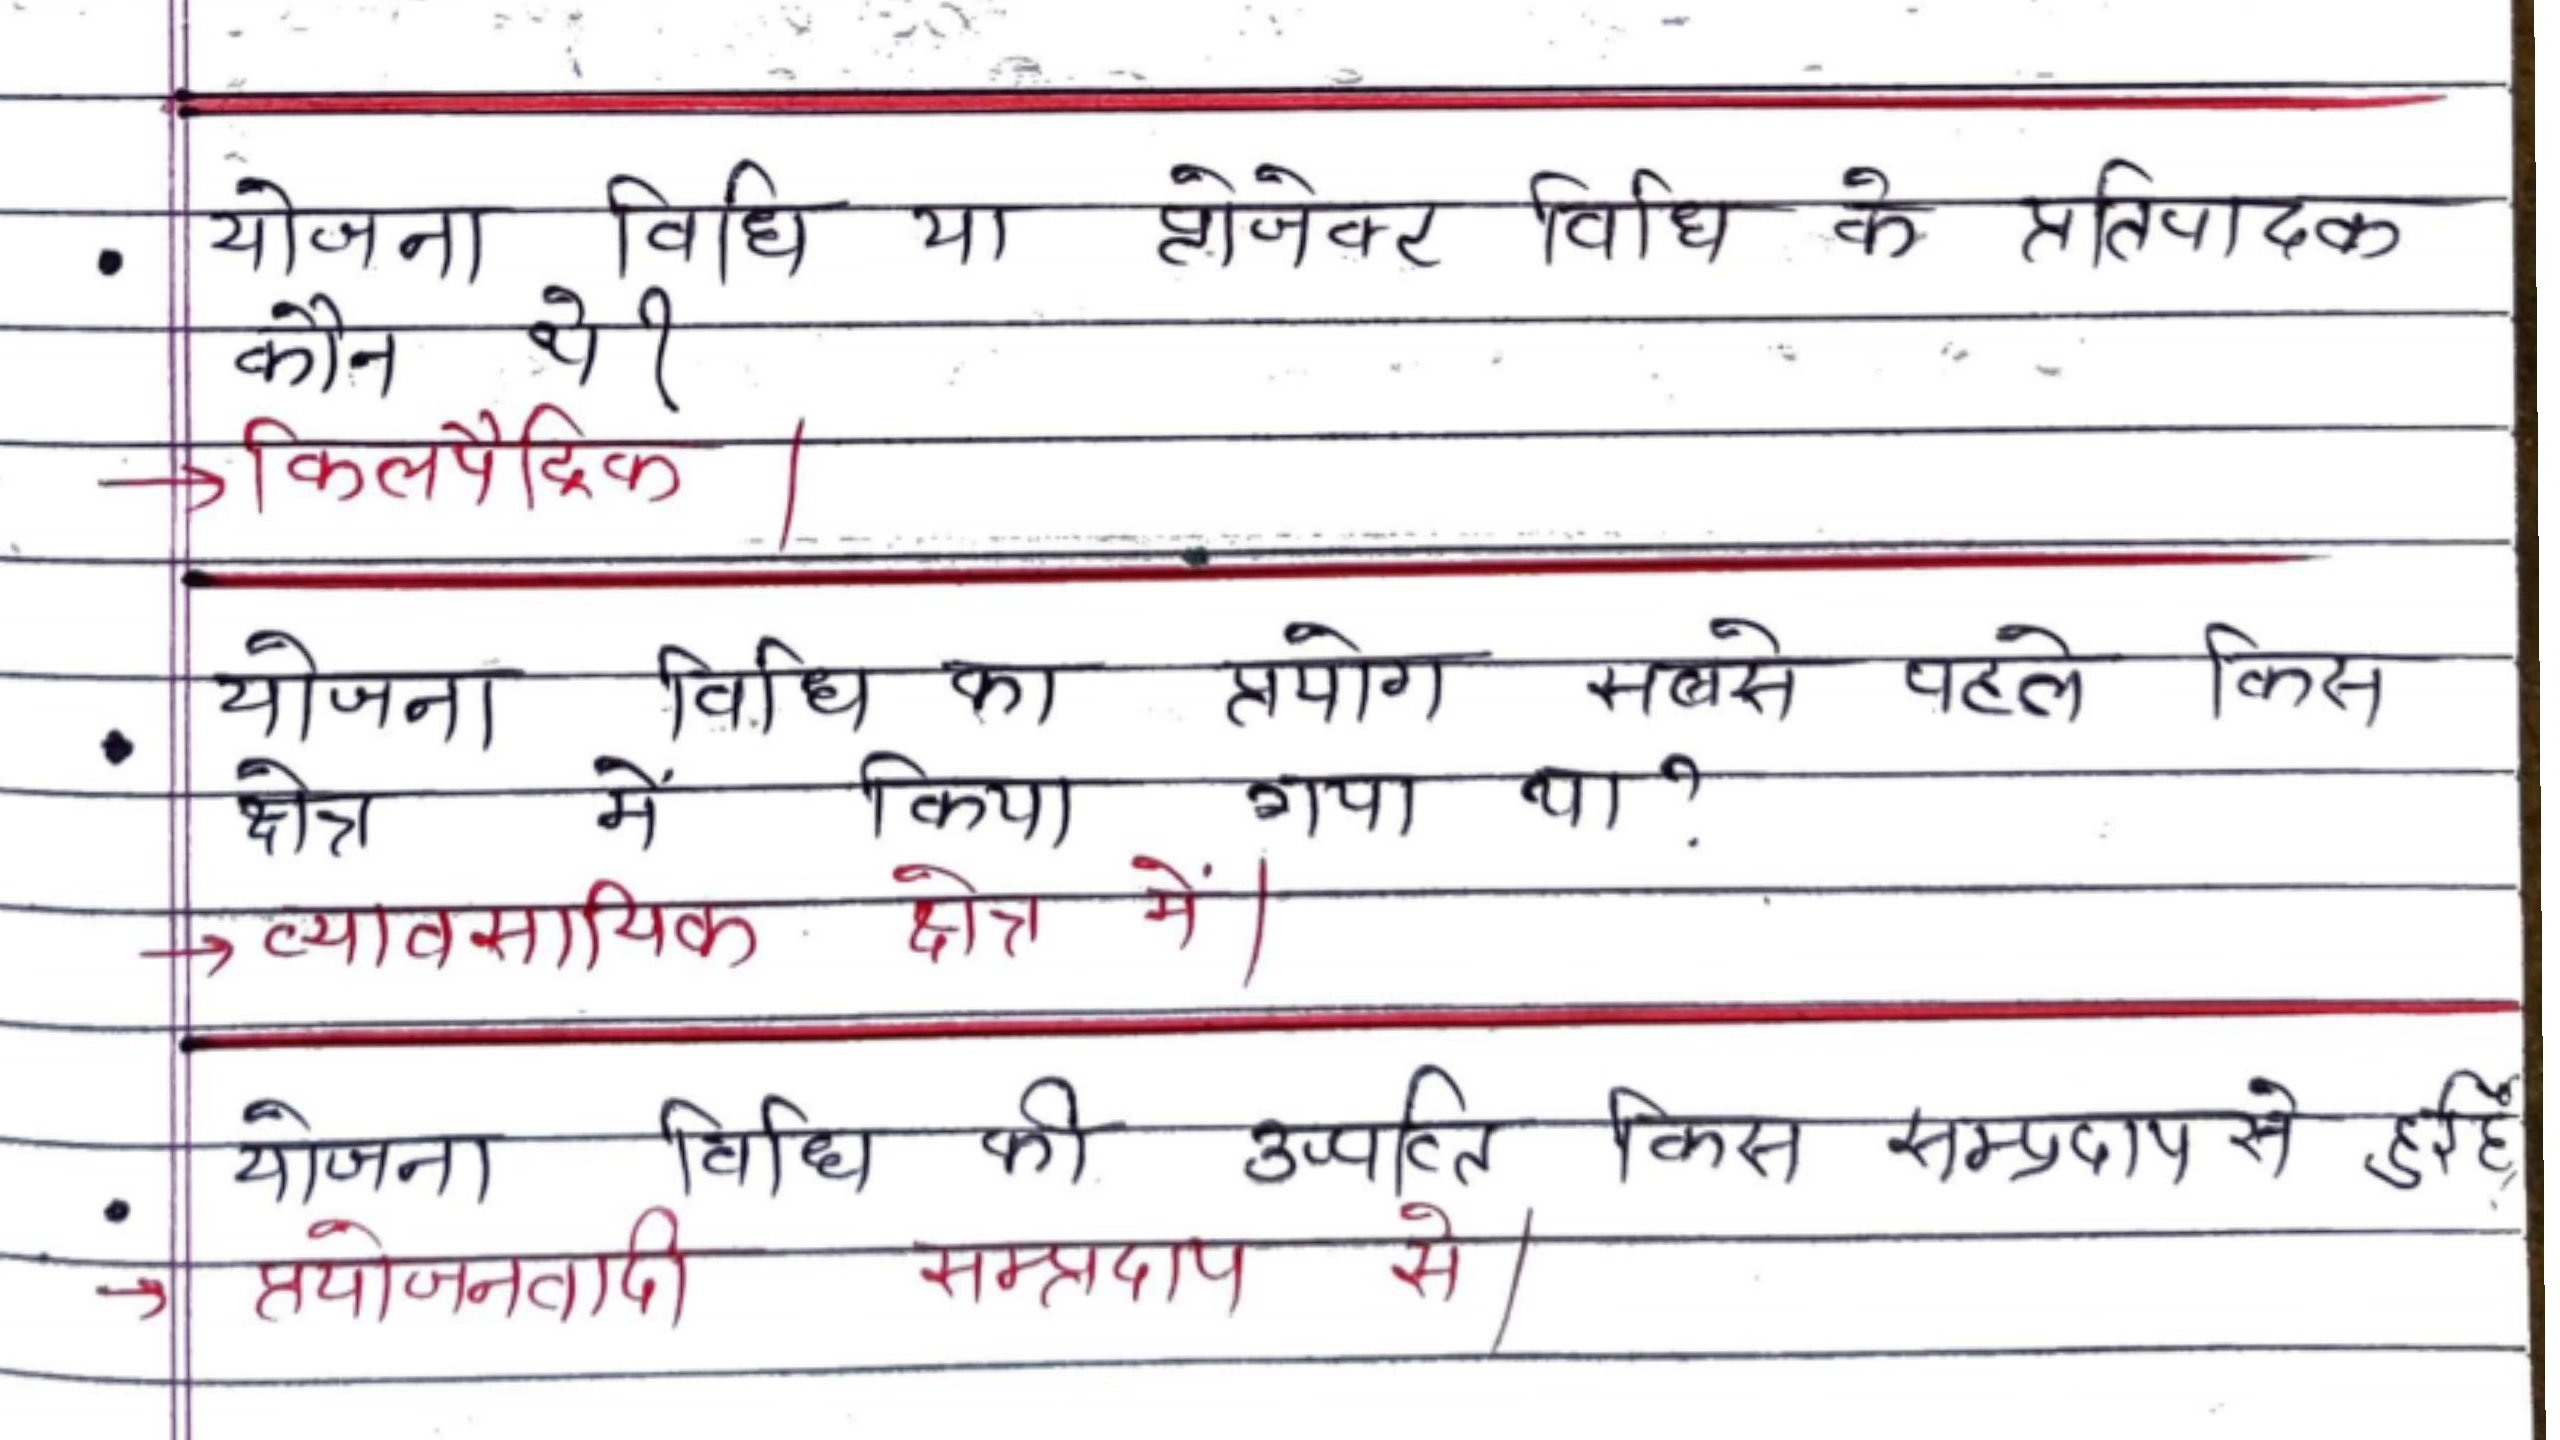 • योजना विधि या प्रोजेक्ट विधि के प्रतिपादक
कौन थे?
→ किलपैट्रिक |
• योजना विधि का प्रयोग सबसे पहले किस
क्षेत्र में किया गया था?
→ व्यावसायिक क्षेत्र में|
• योजना विधि की उत्पत्ति किस सम्प्रदाय से हुई है?
→ प्रयोजनवादी सम्प्रदाय से|